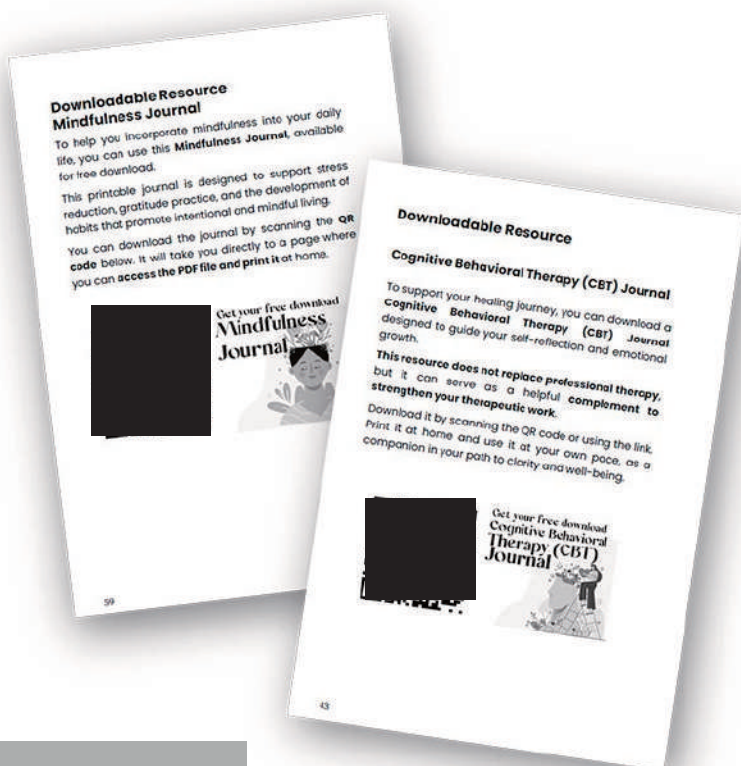 Downloadable Resource
Mindfulness Journal
To help you incorporate mindfulness into your daily
life, you can use this Mindfulness Journal, available
for free download.
This printable journal is designed to support stress
reduction, gratitude practice, and the development of
habits that promote intentional and mindful living.
You can download the journal by scanning the QR
code below. It will take you directly to a page where
you can access the PDF file and print it at home.
Get your free download
Mindfulness
Journal
59
Downloadable Resource
Cognitive Behavioral Therapy (CBT) Journal
To support your healing journey, you can download a
Cognitive Behavioral Therapy (CBT) Journal
designed to guide your self-reflection and emotional
growth.
This resource does not replace professional therapy,
but it can serve as a helpful complement to
strengthen your therapeutic work.
Download it by scanning the QR code or using the link.
Print it at home and use it at your own pace, as a
companion in your path to clarity and well-being.
Get your free download
Cognitive Behavioral
Therapy (CBT)
Journal
43